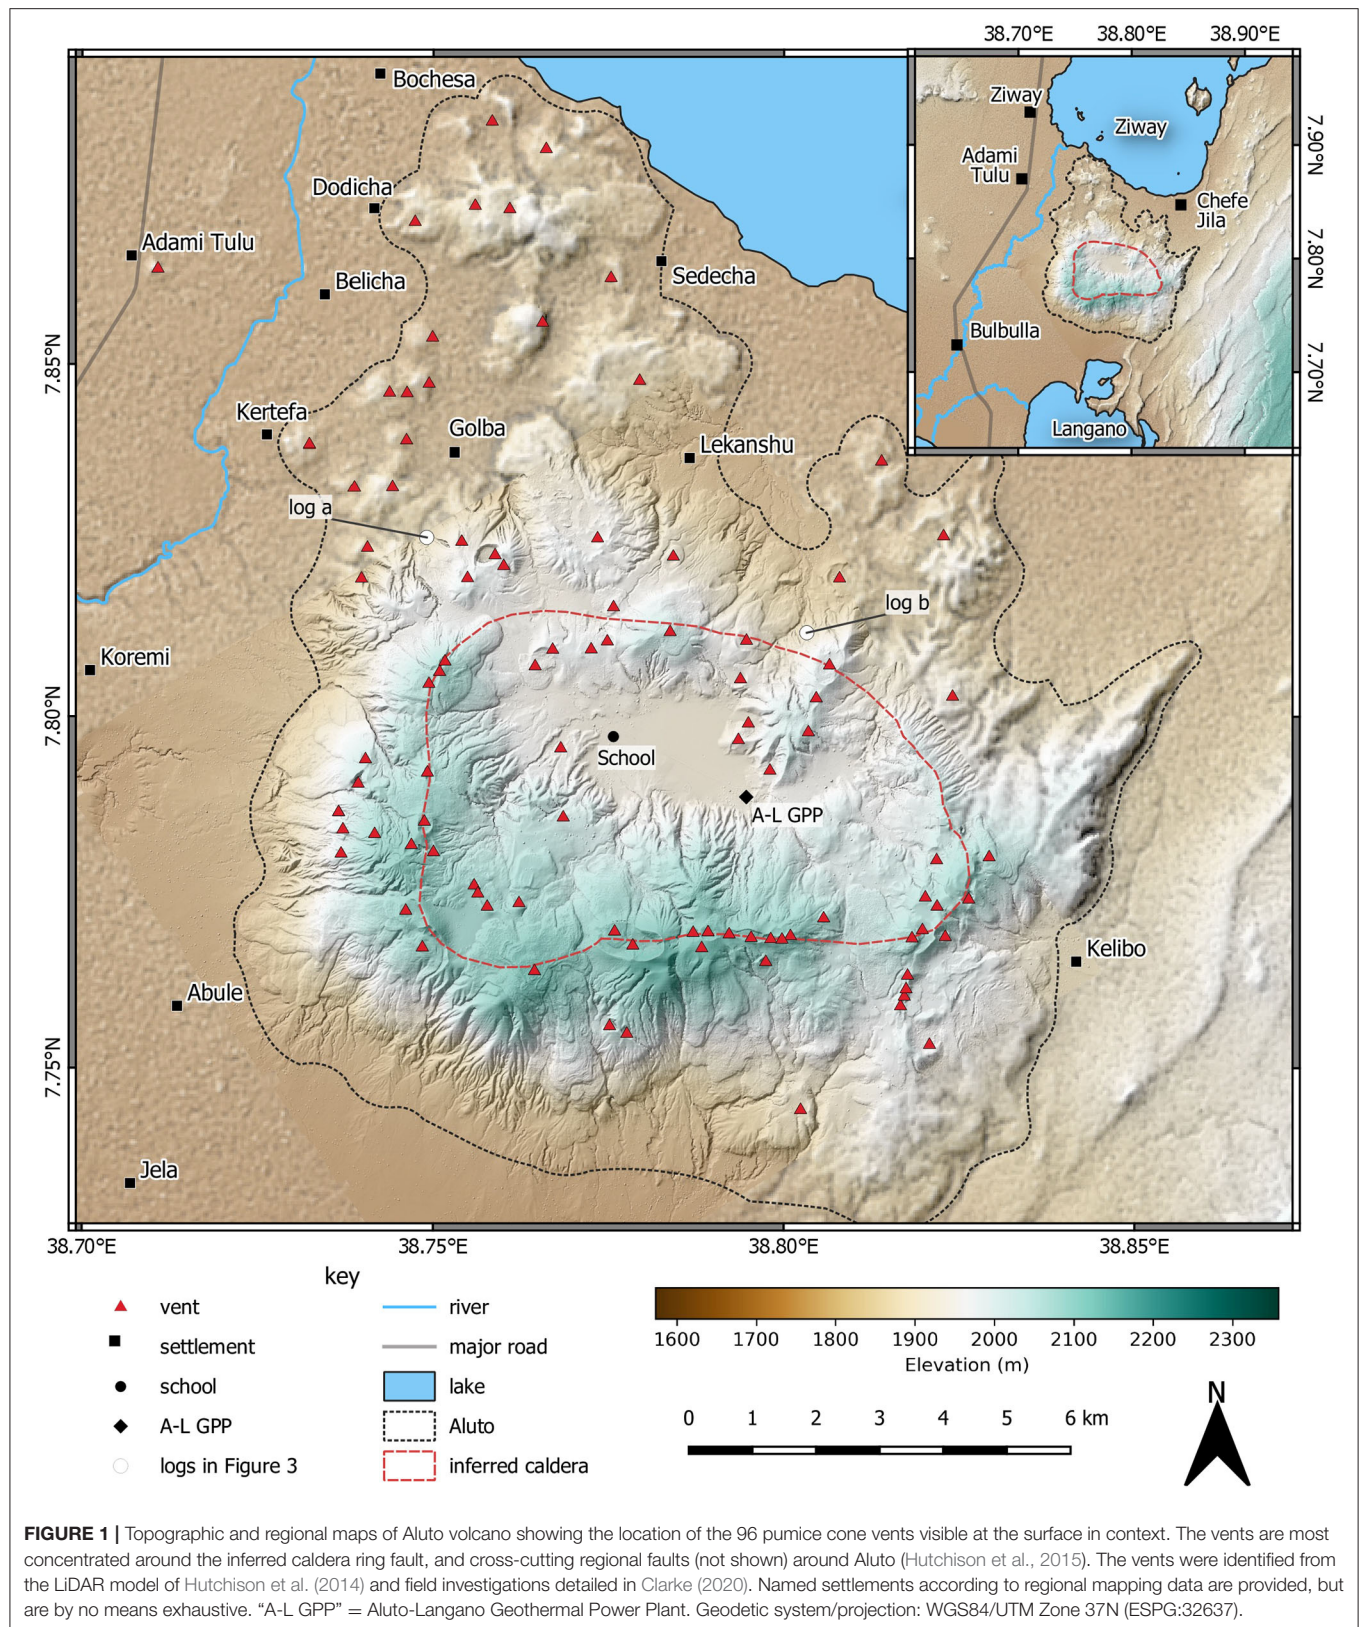 38.70°E 38.80°E 38.90°E
Bochesa
Ziway
Ziway
7.90°N
Adami
Tulu
Dodicha
Chefe
Jila
Adami Tulu
Sedecha
Belicha
7.80°N
Bulbulla
7.85°N
7.70°N
Kertefa
Golba
Langano
Lekanshu
log a
log b
Koremi
7.80°N
School
A-L GPP
Kelibo
Abule
7.75°N
Jela
38.70°E 38.75°E 38.80°E 38.85°E
key
vent
settlement
school
A-L GPP
logs in Figure 3
river
major road
lake
Aluto
inferred caldera
1600 1700 1800 1900 2000 2100 2200 2300
Elevation (m)
0 1 2 3 4 5 6 km
N
FIGURE 1 | Topographic and regional maps of Aluto volcano showing the location of the 96 pumice cone vents visible at the surface in context. The vents are most
concentrated around the inferred caldera ring fault, and cross-cutting regional faults (not shown) around Aluto (Hutchison et al., 2015). The vents were identified from
the LiDAR model of Hutchison et al. (2014) and field investigations detailed in Clarke (2020). Named settlements according to regional mapping data are provided, but
are by no means exhaustive. “A-L GPP” = Aluto-Langano Geothermal Power Plant. Geodetic system/projection: WGS84/UTM Zone 37N (ESPG:32637).